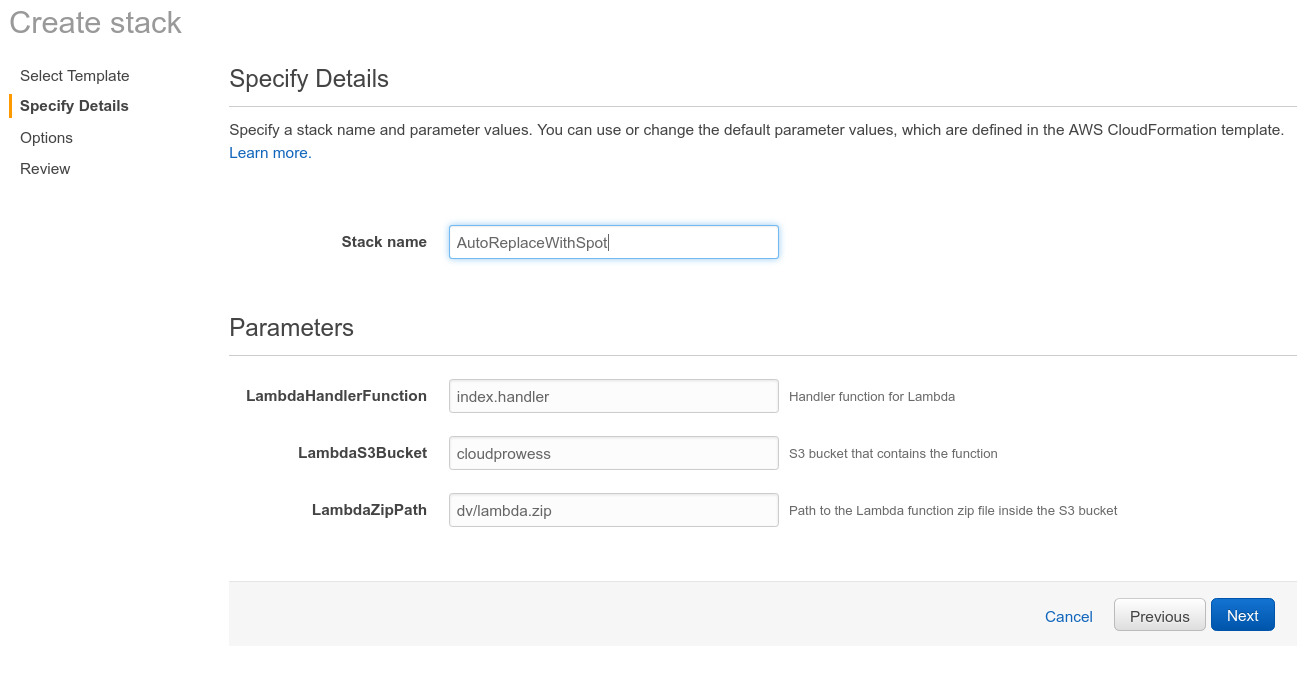 Create stack
Select Template
Specify Details
Options
Review
Specify Details
Specify a stack name and parameter values. You can use or change the default parameter values, which are defined in the AWS CloudFormation template.
Learn more.
Stack name AutoReplaceWithSpot
Parameters
LambdaHandlerFunction index.handler Handler function for Lambda
LambdaS3Bucket cloudprowess S3 bucket that contains the function
LambdaZipPath dv/lambda.zip Path to the Lambda function zip file inside the S3 bucket
Cancel Previous Next